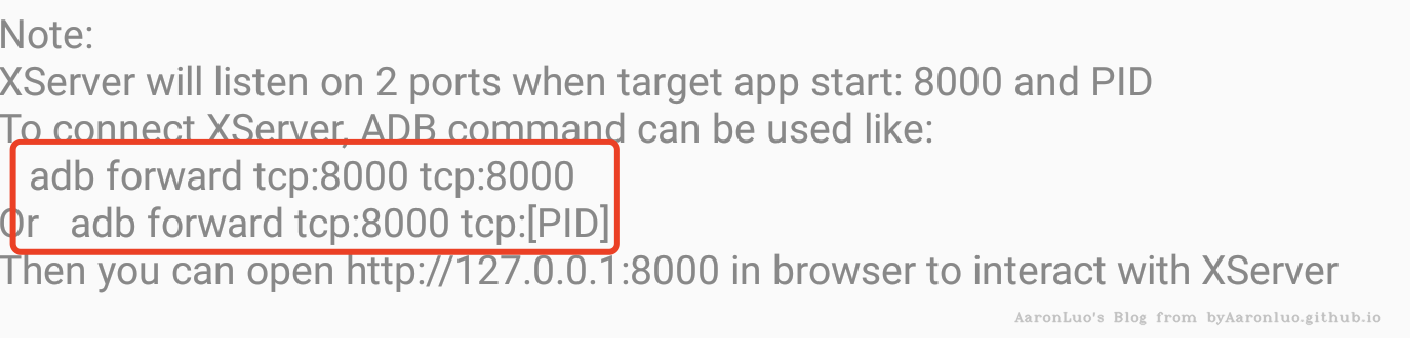 Note:
XServer will listen on 2 ports when target app start: 8000 and PID
To connect XServer, ADB command can be used like:
adb forward tcp:8000 tcp:8000
Or   adb forward tcp:8000 tcp:[PID]
Then you can open http://127.0.0.1:8000 in browser to interact with XServer
AaronLuo's Blog from byAaronluo.github.io